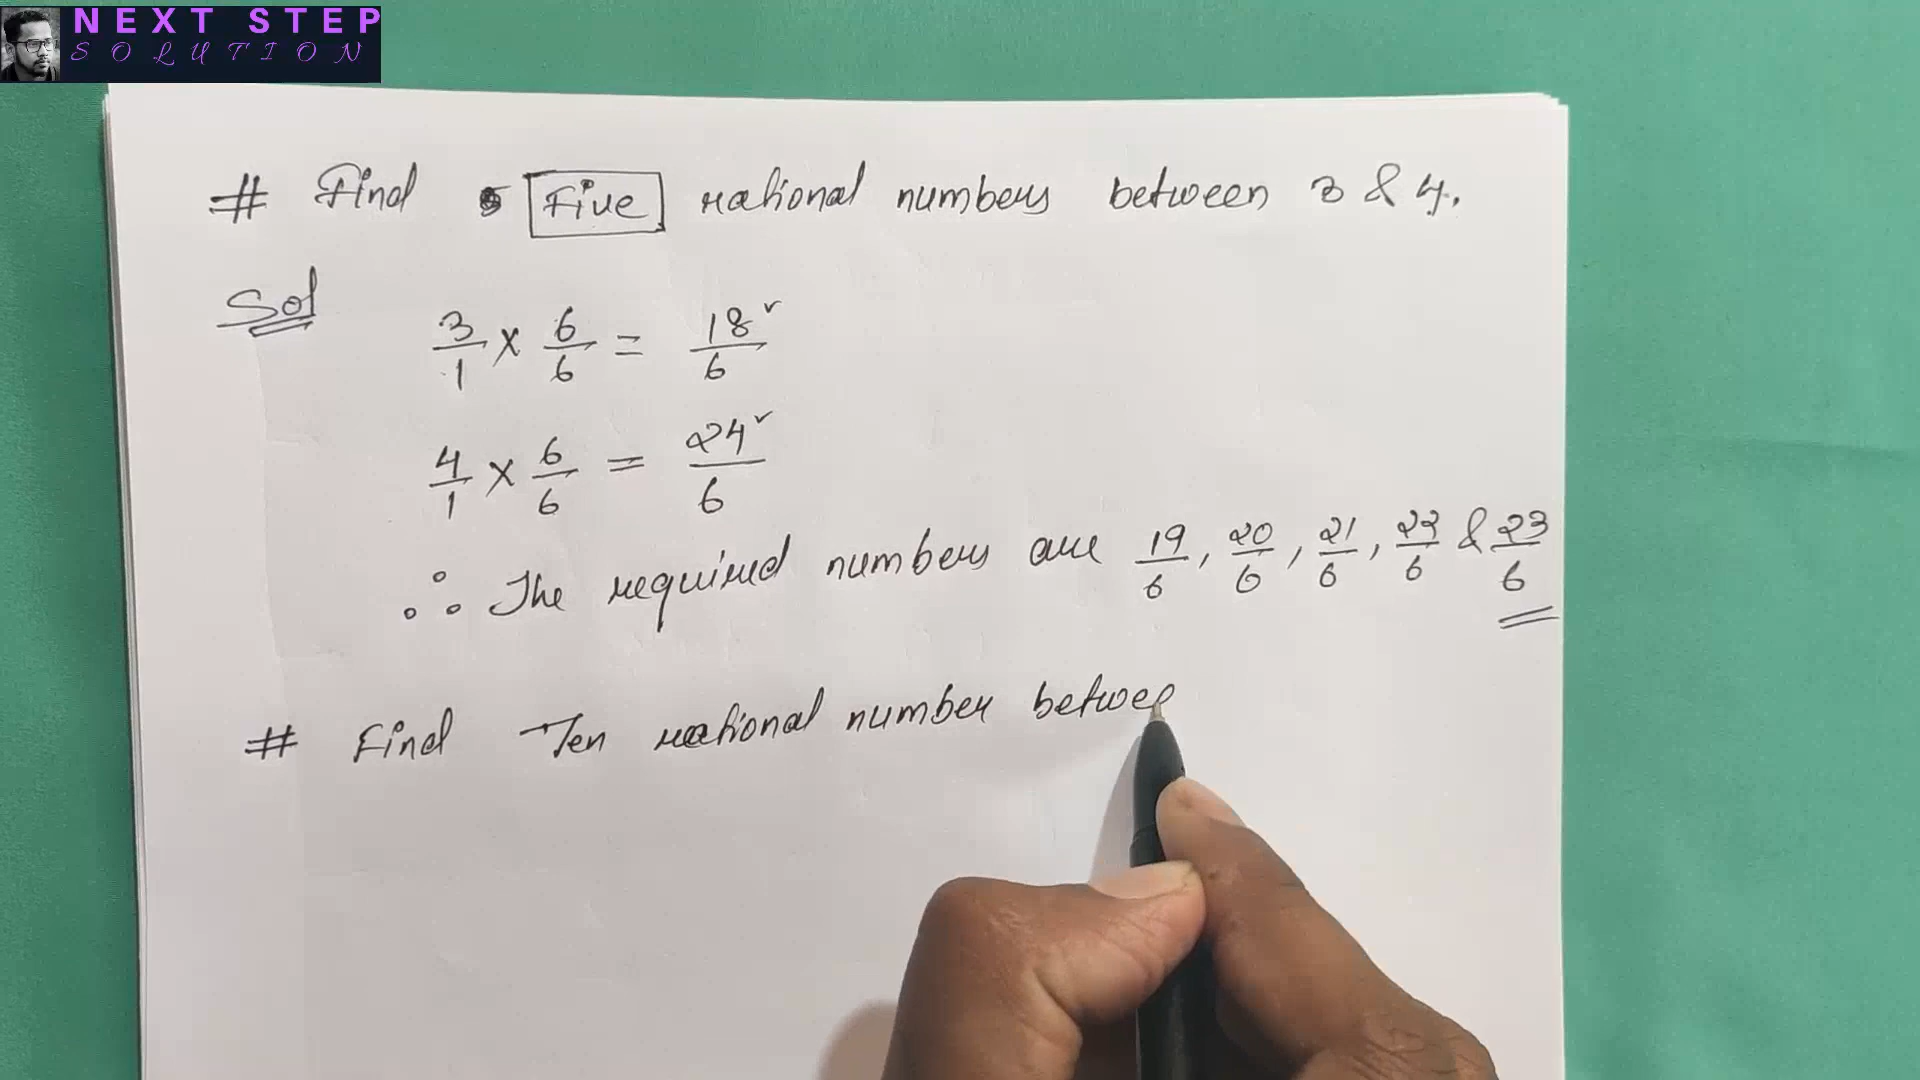 NEXT STEP
SOLUTION
# Find 5 Five rational numbers between 3 & 4.
Sol
3/1 × 6/6 = 18/6
4/1 × 6/6 = 24/6
∴ The required numbers are 19/6, 20/6, 21/6, 22/6 & 23/6
# Find Ten rational number betwee